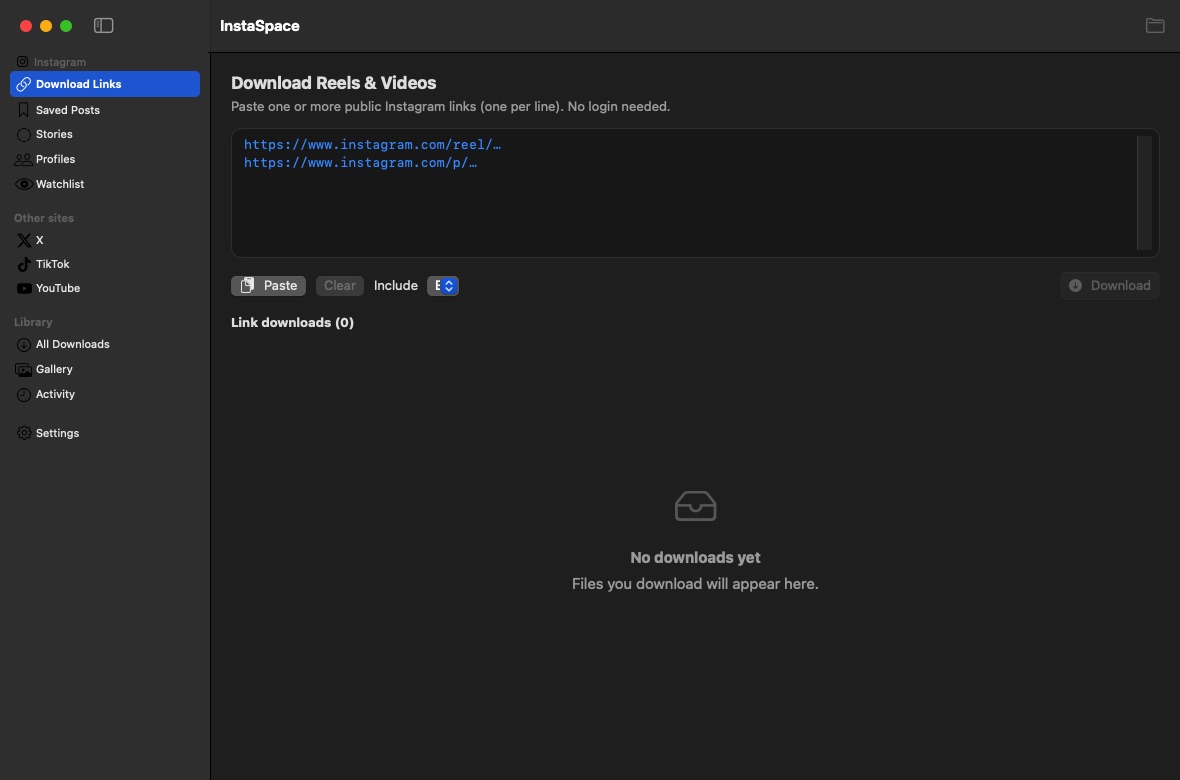 InstaSpace
Instagram
Download Links
Saved Posts
Stories
Profiles
Watchlist
Other sites
X
TikTok
YouTube
Library
All Downloads
Gallery
Activity
Settings
Download Reels & Videos
Paste one or more public Instagram links (one per line). No login needed.
https://www.instagram.com/reel/…
https://www.instagram.com/p/…
Paste Clear Include Download
Link downloads (0)
No downloads yet
Files you download will appear here.